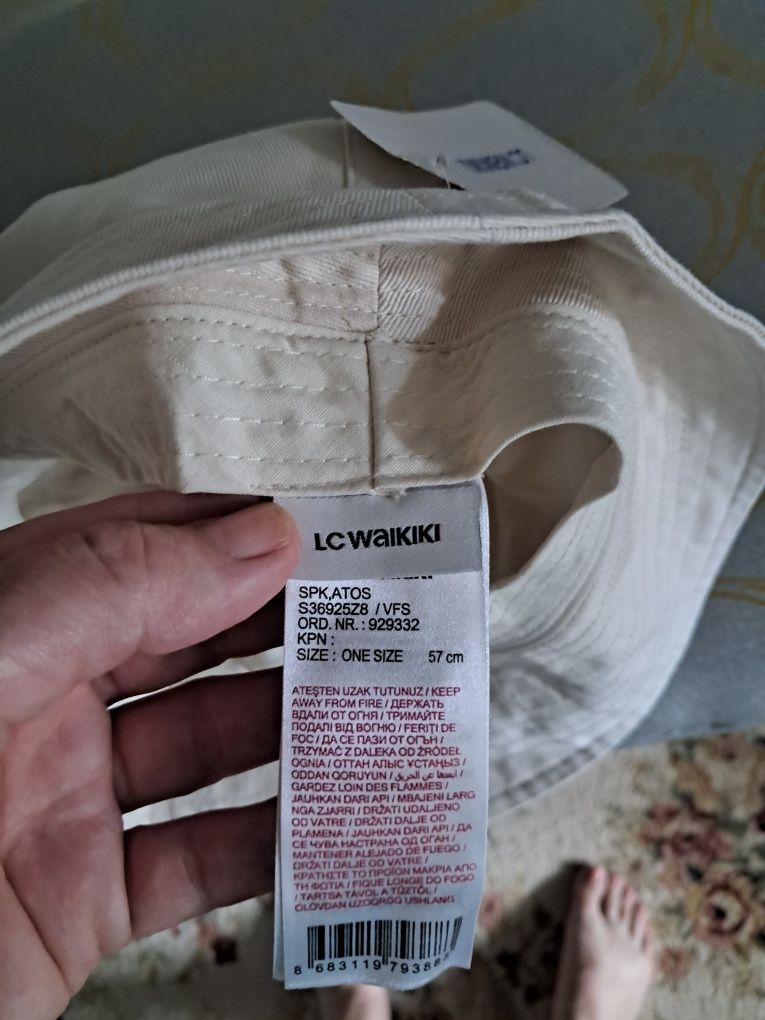 LC WAIKIKI
SPK,ATOS
S36925Z8 / VFS
ORD. NR. : 929332
KPN :
SIZE : ONE SIZE 57 cm
ATEŞTEN UZAK TUTUNUZ / KEEP
AWAY FROM FIRE / ДЕРЖАТЬ
ВДАЛИ ОТ ОГНЯ / ТРИМАЙТЕ
ПОДАЛІ ВІД ВОГНЮ / FERIŢI DE
FOC / ДА СЕ ПАЗИ ОТ ОГЪН /
TRZYMAĆ Z DALEKA OD ŹRÓDEŁ
OGNIA / ОТТАН АЛЫС ҰСТАҢЫЗ /
ODDAN QORUYUN / ابعدها عن الحريق /
GARDEZ LOIN DES FLAMMES /
JAUHKAN DARI API / MBAJENI LARG
NGA ZJARRI / DRŽATI UDALJENO
OD VATRE / DRŽATI DALJE OD
PLAMENA / JAUHKAN DARI API / ДА
СЕ ЧУВА НАСТРАНА ОД ОГАН /
MANTENER ALEJADO DE FUEGO /
DRŽATI DALJE OD VATRE /
ΚΡΑΤΗΣΤΕ ΤΟ ΠΡΟΪΟΝ ΜΑΚΡΙΑ ΑΠΟ
ΤΗ ΦΩΤΙΑ / FIQUE LONGE DO FOGO
/ TARTSA TÁVOL A TŰZTŐL /
OLOVDAN UZOQROQ USHLANG
8 683119 79388